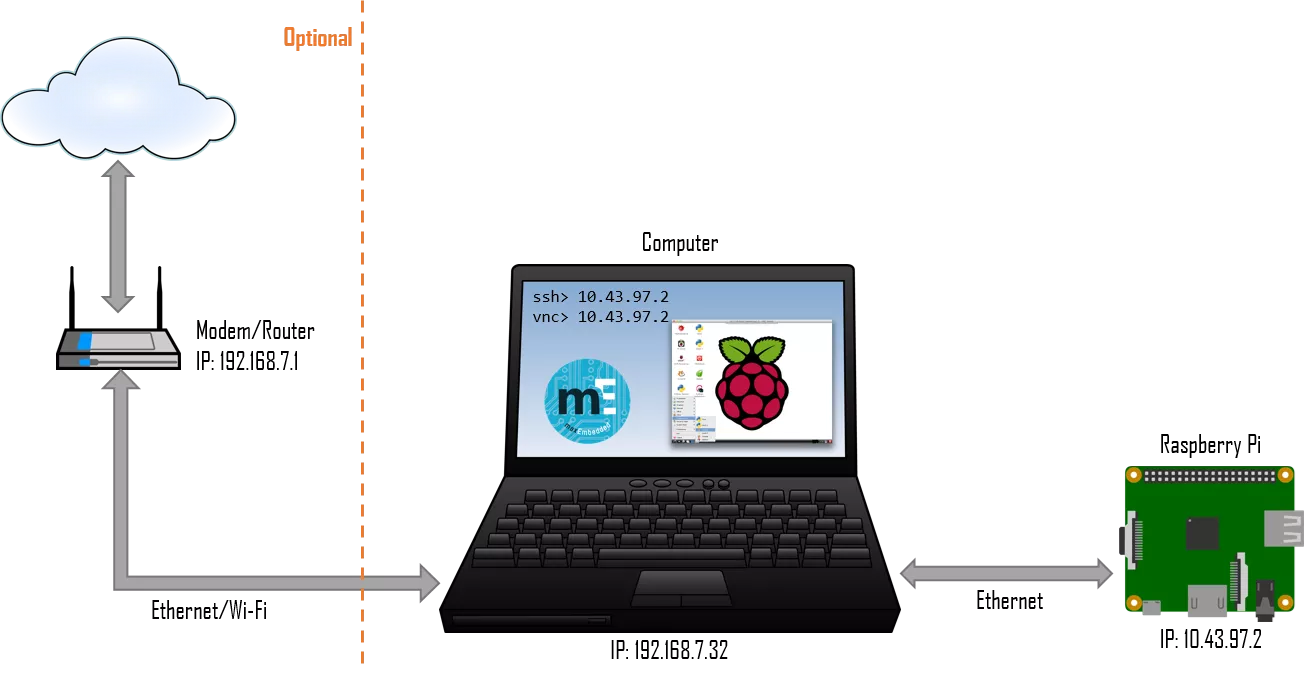 Optional
Computer
ssh> 10.43.97.2
vnc> 10.43.97.2
Modem/Router
IP: 192.168.7.1
mE
Raspberry Pi
Ethernet/Wi-Fi
Ethernet
IP: 192.168.7.32
IP: 10.43.97.2